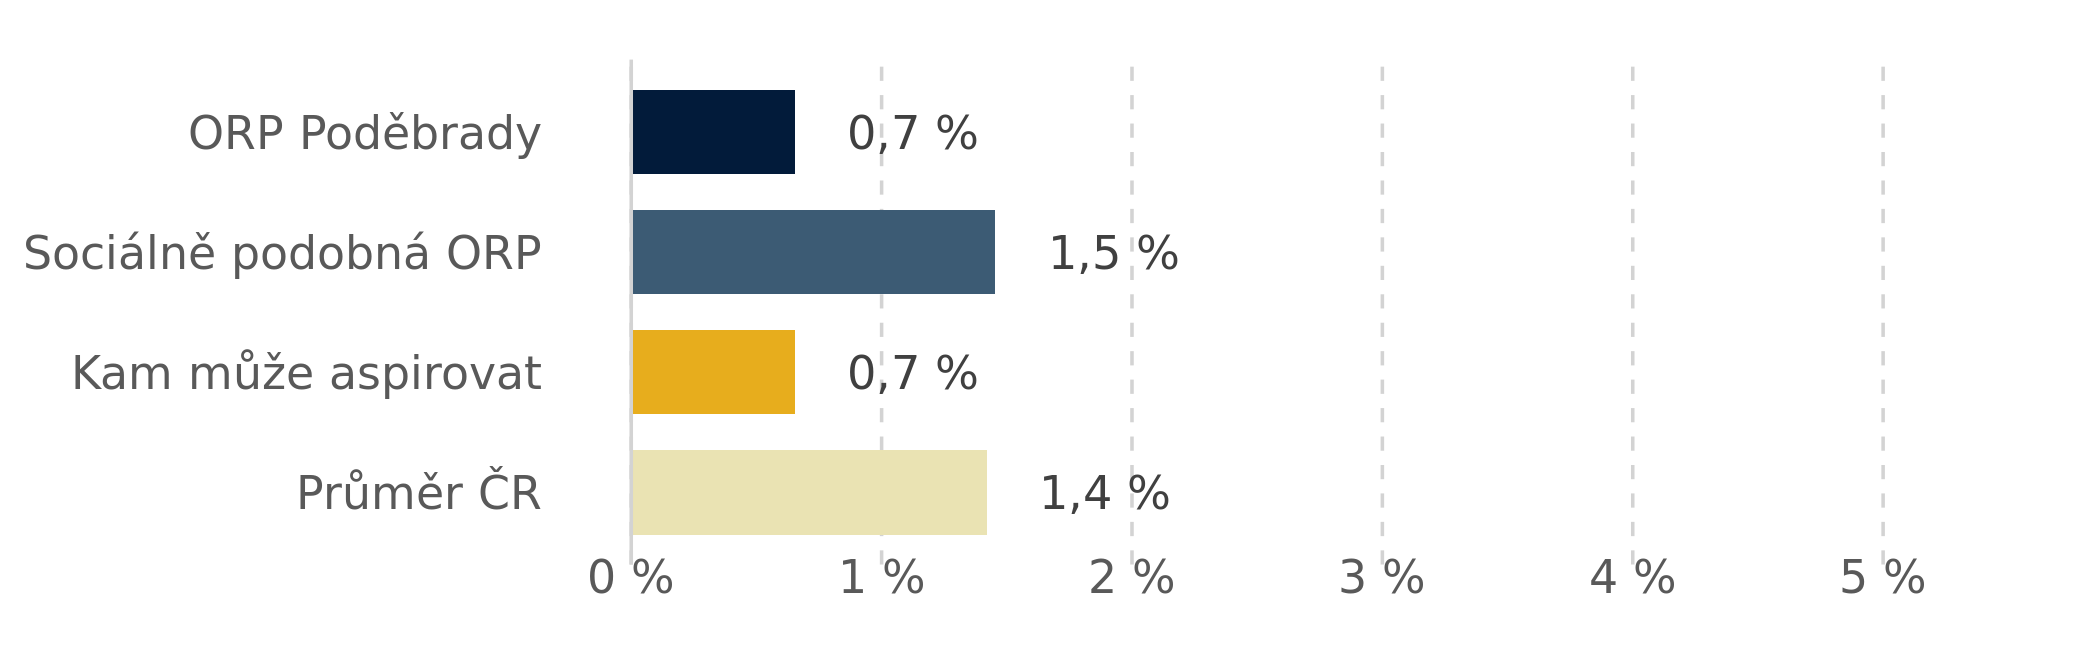 ORP Poděbrady 0,7 %
Sociálně podobná ORP 1,5 %
Kam může aspirovat 0,7 %
Průměr ČR 1,4 %
0 % 1 % 2 % 3 % 4 % 5 %